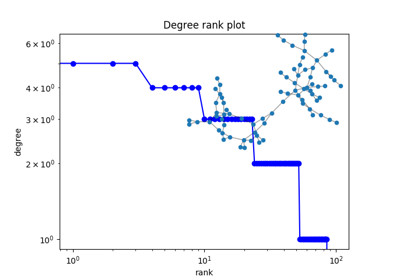 Degree rank plot
6 × 10⁰
4 × 10⁰
3 × 10⁰
2 × 10⁰
10⁰
degree
10⁰
10¹
10²
rank